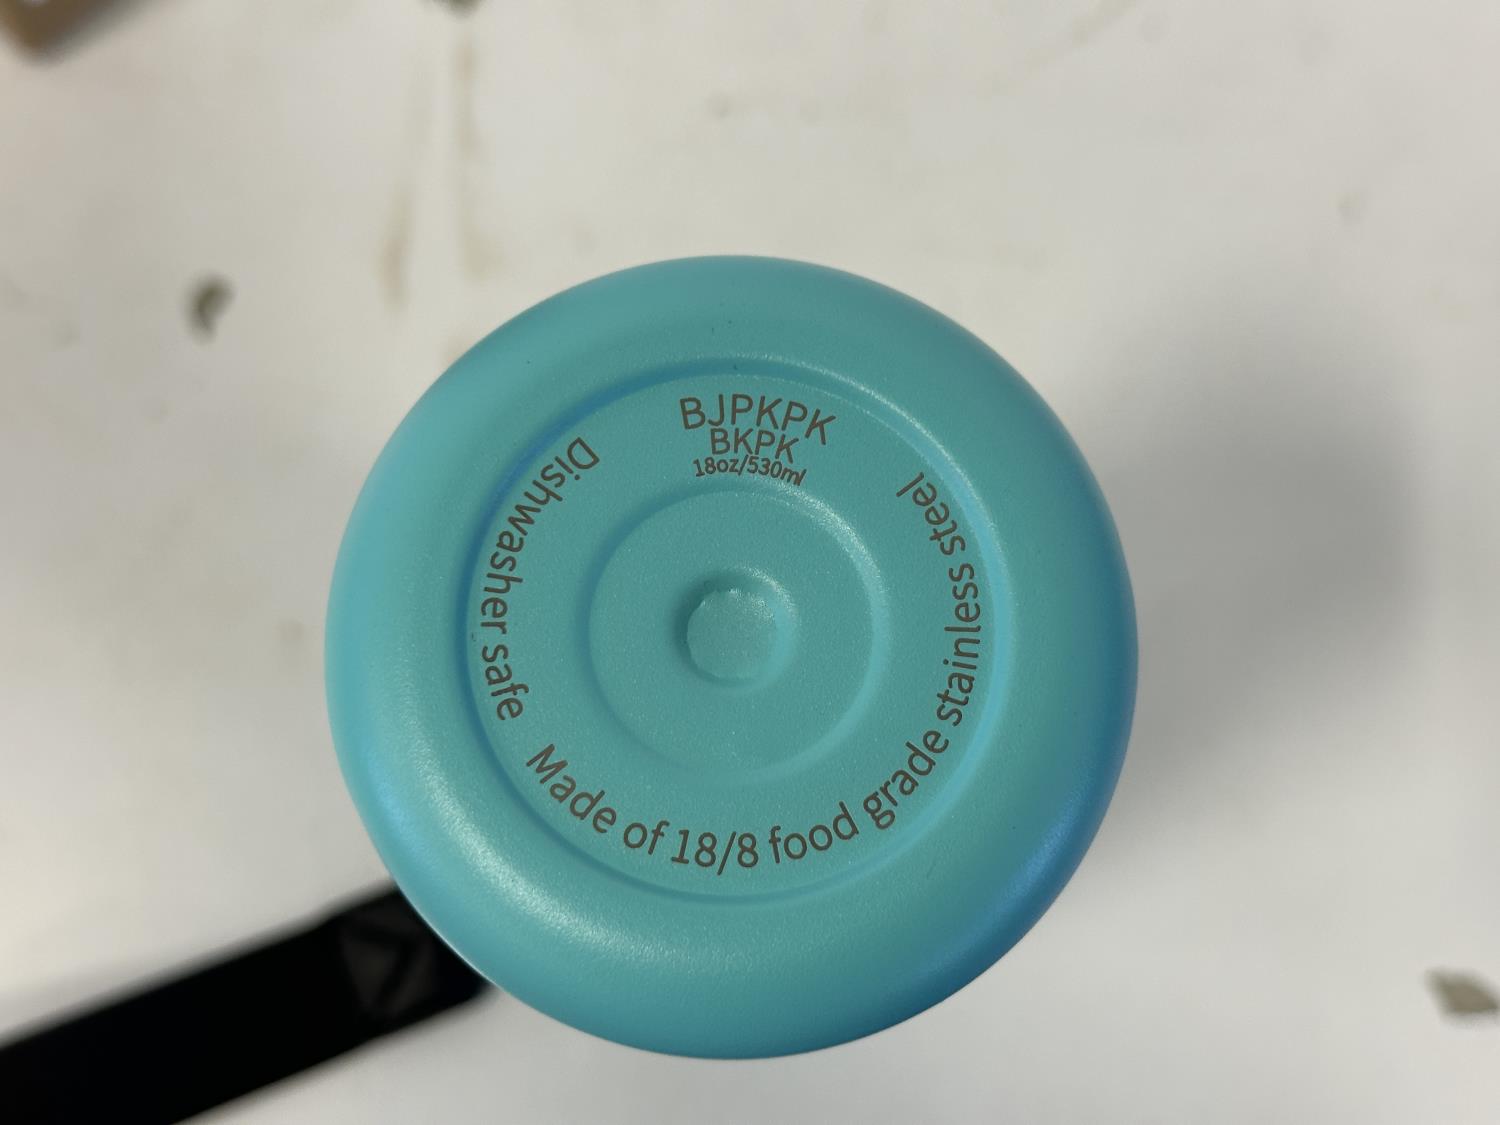 BJPKPK
BKPK
18oz/530ml
Dishwasher safe
Made of 18/8 food grade stainless steel